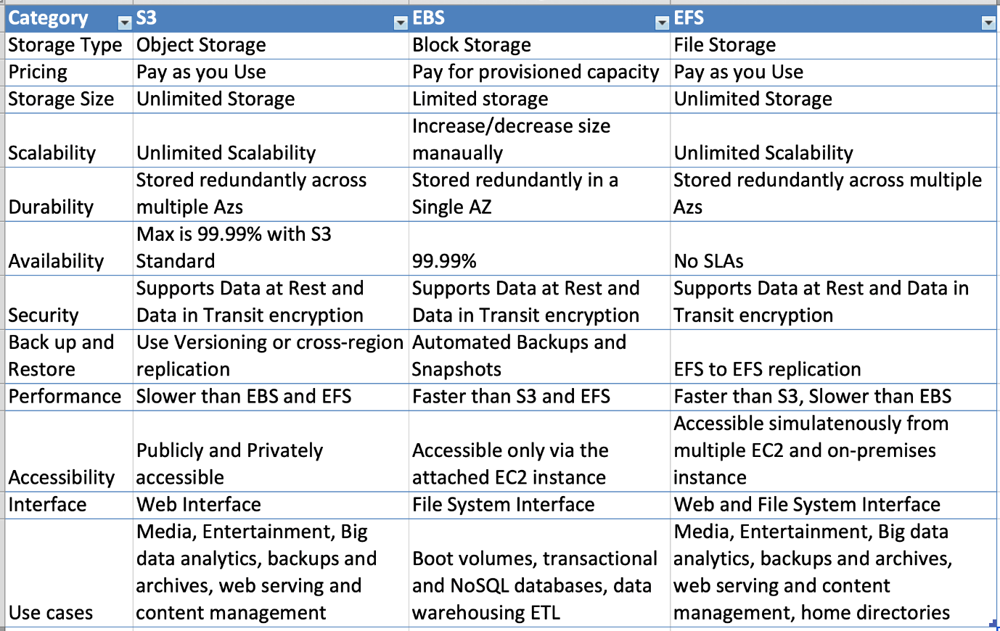 Category S3 EBS EFS
Storage Type Object Storage Block Storage File Storage
Pricing Pay as you Use Pay for provisioned capacity Pay as you Use
Storage Size Unlimited Storage Limited storage Unlimited Storage
Increase/decrease size
Scalability Unlimited Scalability manaually Unlimited Scalability
Stored redundantly across Stored redundantly in a Stored redundantly across multiple
Durability multiple Azs Single AZ Azs
Max is 99.99% with S3
Availability Standard 99.99% No SLAs
Supports Data at Rest and Supports Data at Rest and Supports Data at Rest and Data in
Security Data in Transit encryption Data in Transit encryption Transit encryption
Back up and Use Versioning or cross-region Automated Backups and
Restore replication Snapshots EFS to EFS replication
Performance Slower than EBS and EFS Faster than S3 and EFS Faster than S3, Slower than EBS
Accessible simulatenously from
Publicly and Privately Accessible only via the multiple EC2 and on-premises
Accessibility accessible attached EC2 instance instance
Interface Web Interface File System Interface Web and File System Interface
Media, Entertainment, Big Media, Entertainment, Big data
data analytics, backups and Boot volumes, transactional analytics, backups and archives,
archives, web serving and and NoSQL databases, data web serving and content
Use cases content management warehousing ETL management, home directories